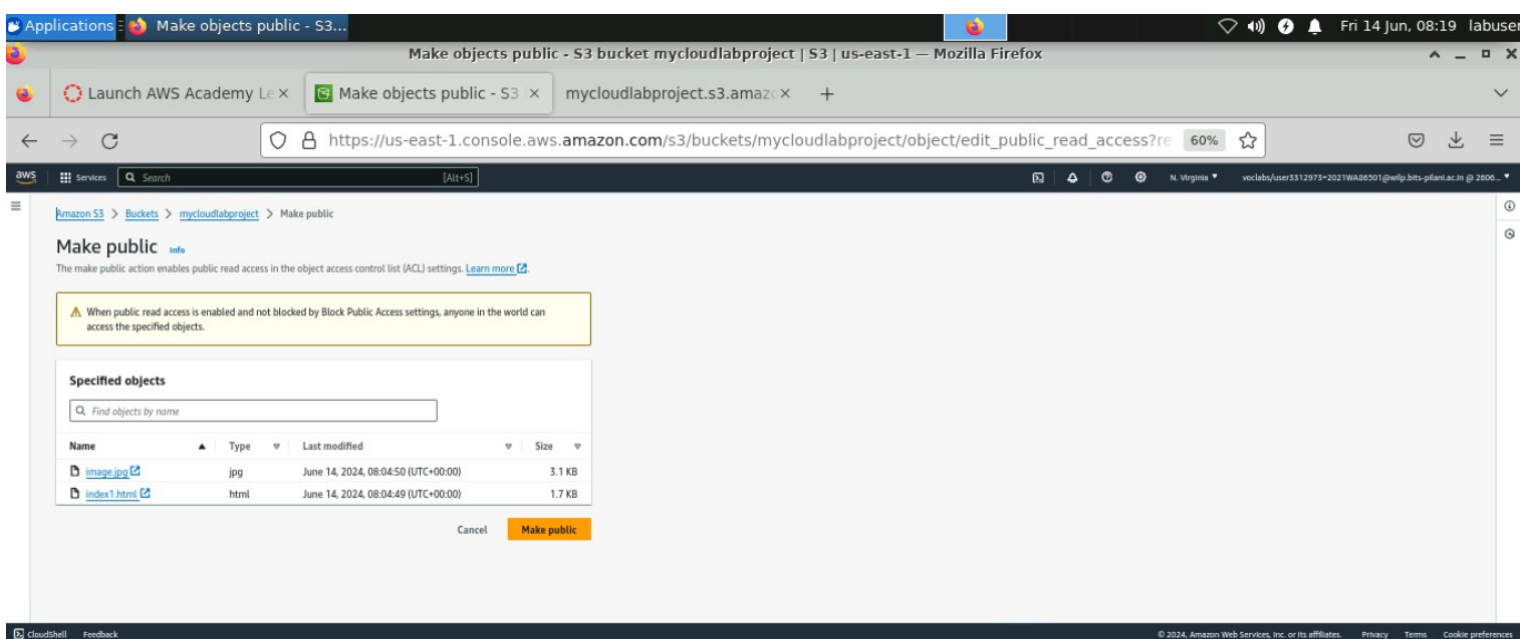 Applications Make objects public - S3... Fri 14 Jun, 08:19 labuser
Make objects public - S3 bucket mycloudlabproject | S3 | us-east-1 — Mozilla Firefox
Launch AWS Academy Le Make objects public - S3 mycloudlabproject.s3.amazo
https://us-east-1.console.aws.amazon.com/s3/buckets/mycloudlabproject/object/edit_public_read_access?re 60%
aws Services Search [Alt+S] N. Virginia
Amazon S3 > Buckets > mycloudlabproject > Make public
Make public Info
The make public action enables public read access in the object access control list (ACL) settings. Learn more
When public read access is enabled and not blocked by Block Public Access settings, anyone in the world can
access the specified objects.
Specified objects
Find objects by name
Name Type Last modified Size
image.jpg jpg June 14, 2024, 08:04:50 (UTC+00:00) 3.1 KB
index1.html html June 14, 2024, 08:04:49 (UTC+00:00) 1.7 KB
Cancel Make public
CloudShell Feedback © 2024, Amazon Web Services, Inc. or its affiliates. Privacy Terms Cookie preferences